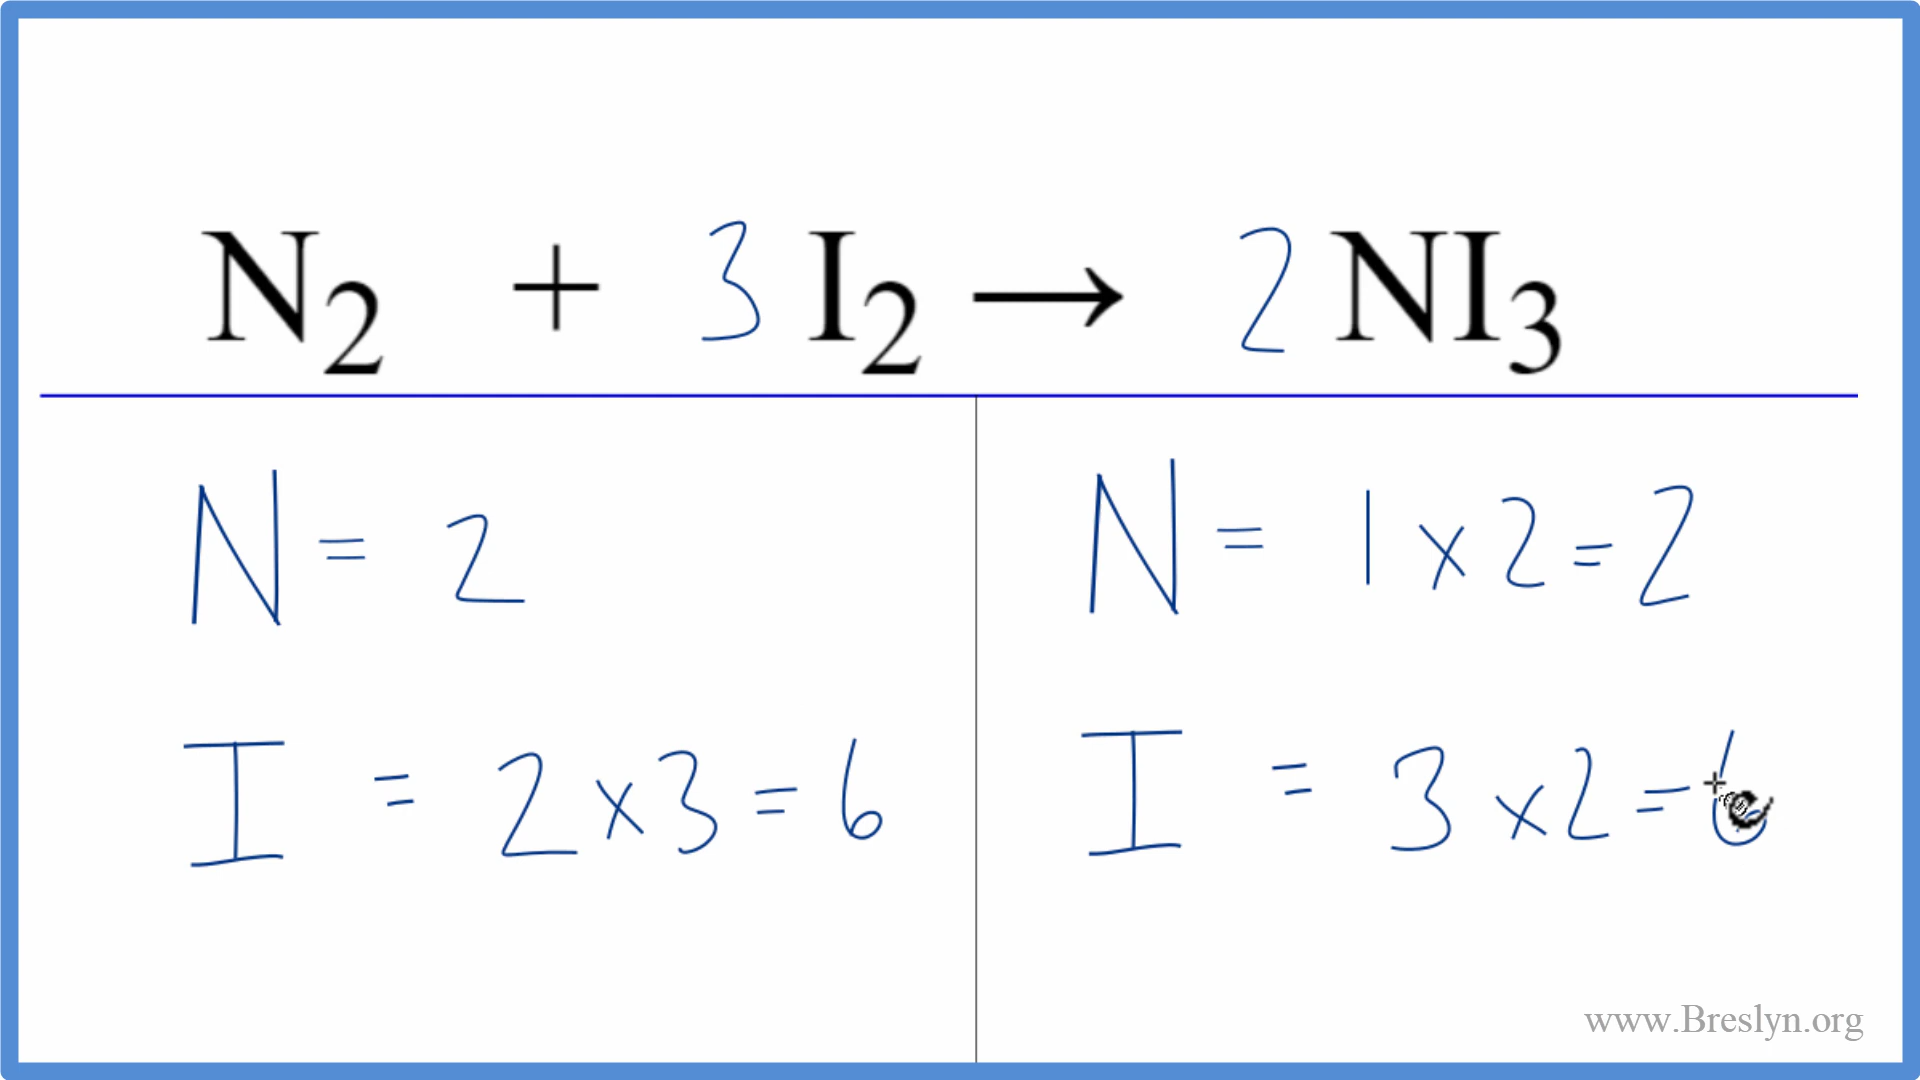 N₂ + 3 I₂ → 2 NI₃
N = 2
N = 1 x 2 = 2
I = 2 x 3 = 6
I = 3 x 2 = 6
www.Breslyn.org